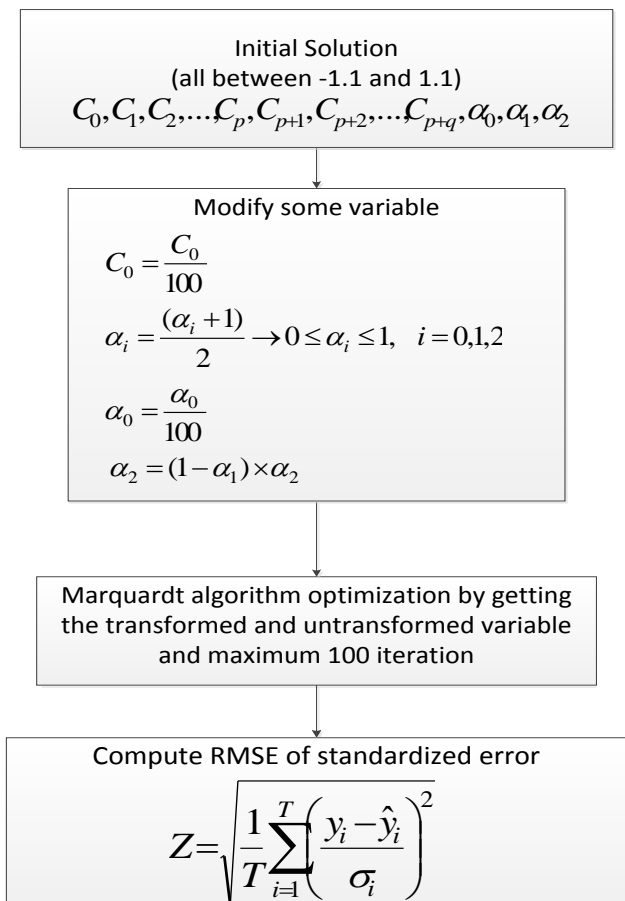 Initial Solution
(all between -1.1 and 1.1)
C₀,C₁,C₂,...,Cₚ,Cₚ₊₁,Cₚ₊₂,...,Cₚ₊q,α₀,α₁,α₂
Modify some variable
C₀ = C₀/100
αᵢ = (αᵢ +1)/2 → 0 ≤ αᵢ ≤ 1, i = 0,1,2
α₀ = α₀/100
α₂ = (1 − α₁) × α₂
Marquardt algorithm optimization by getting
the transformed and untransformed variable
and maximum 100 iteration
Compute RMSE of standardized error
Z = √(1/T ∑ᵢ₌₁ᵀ ((yᵢ − ŷᵢ)/σᵢ)²)